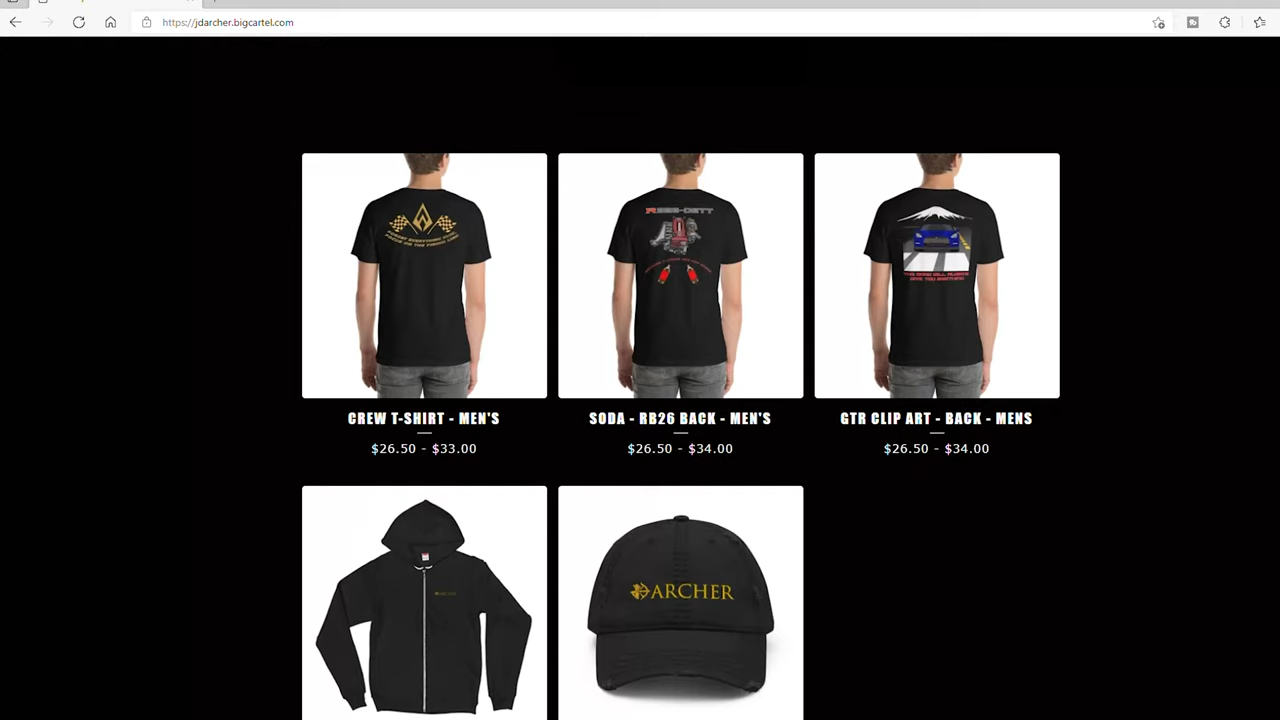 https://jdarcher.bigcartel.com
CREW T-SHIRT - MEN'S
SODA - RB26 BACK - MEN'S
GTR CLIP ART - BACK - MENS
$26.50 - $33.00
$26.50 - $34.00
$26.50 - $34.00
ARCHER
ARCHER